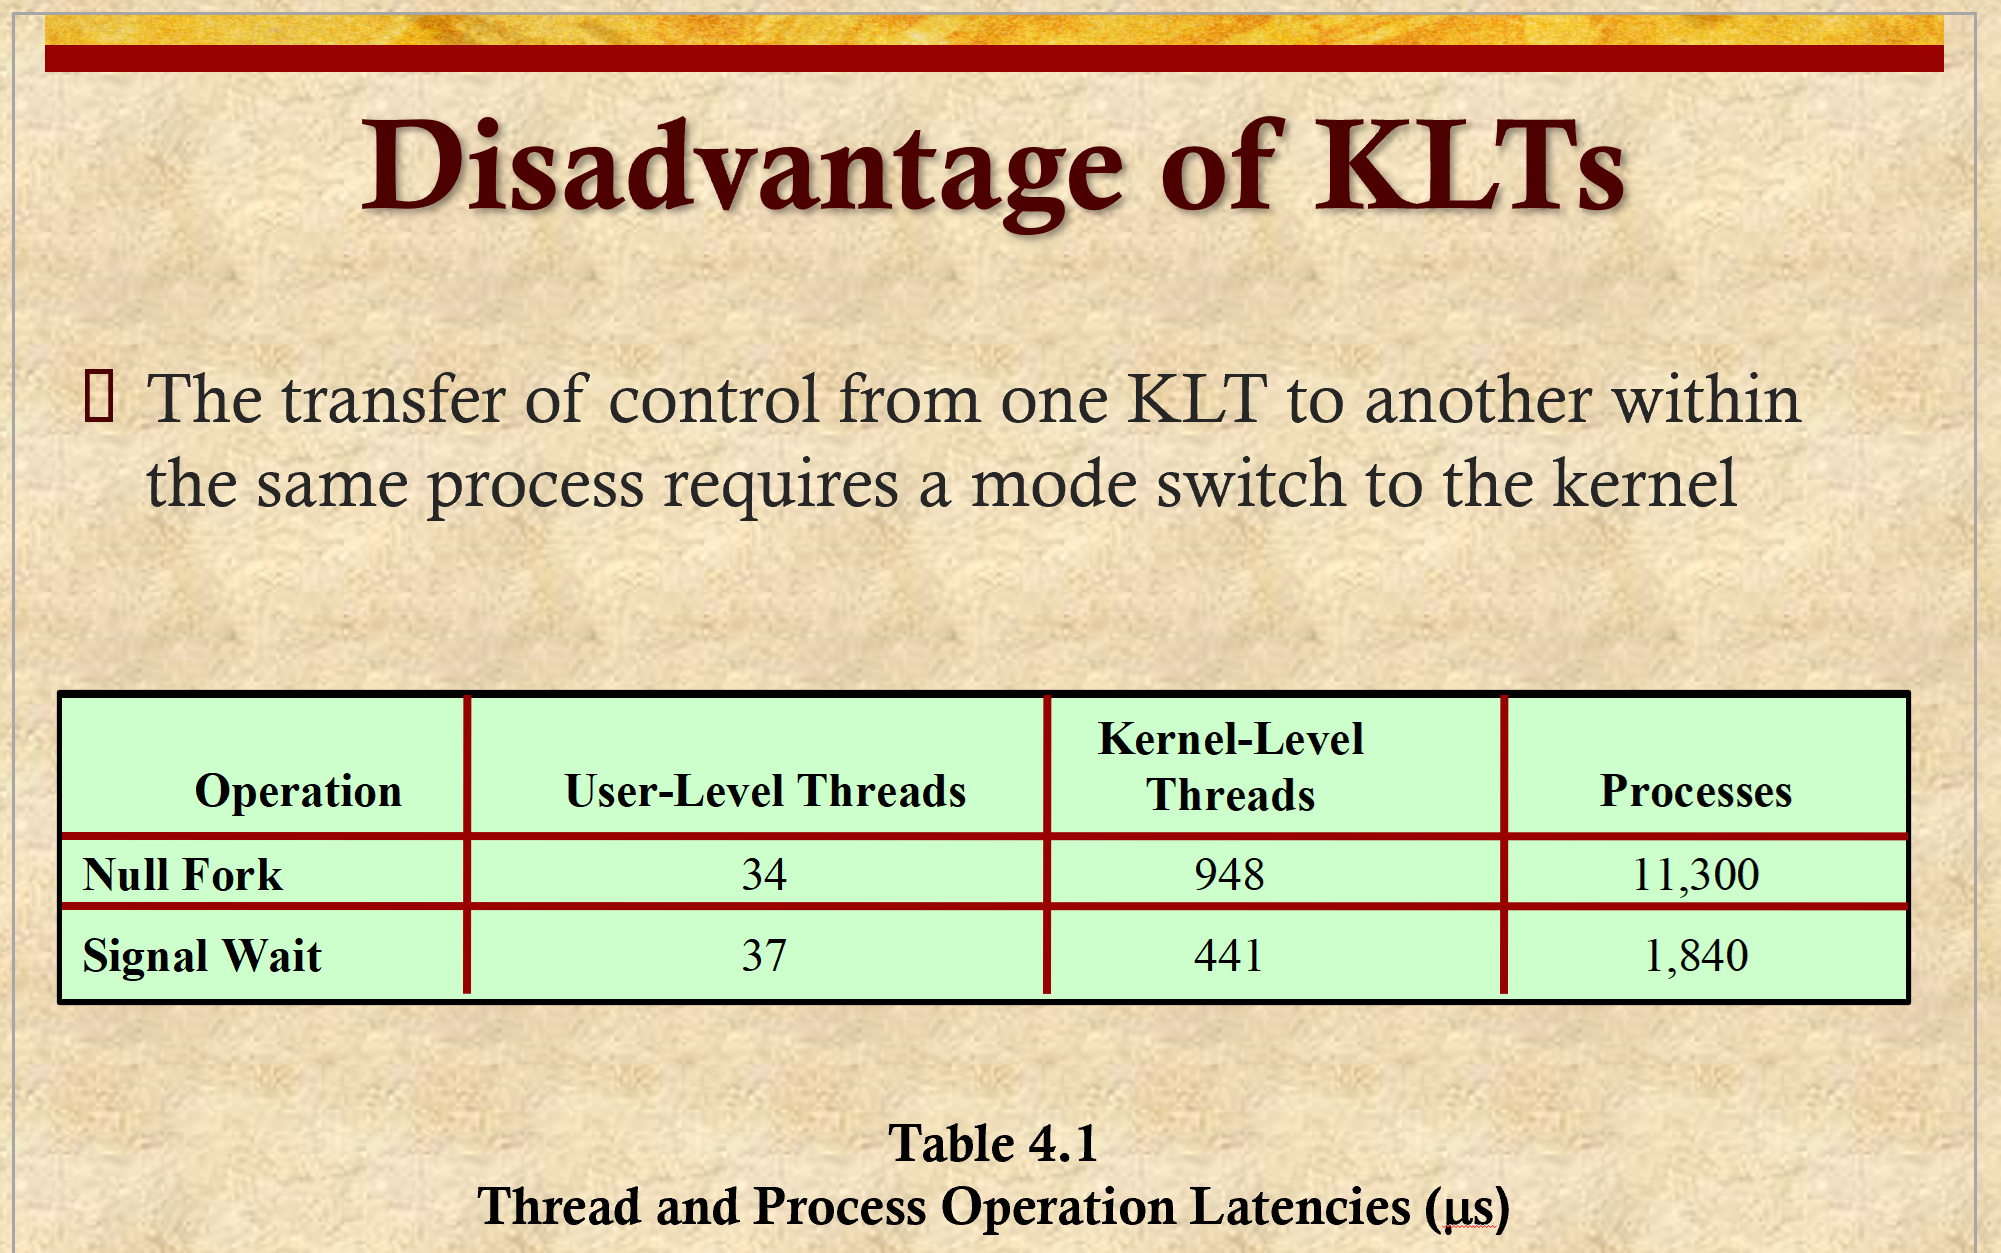 Disadvantage of KLTs
The transfer of control from one KLT to another within
the same process requires a mode switch to the kernel
Operation User-Level Threads Kernel-Level Threads Processes
Null Fork 34 948 11,300
Signal Wait 37 441 1,840
Table 4.1
Thread and Process Operation Latencies (μs)